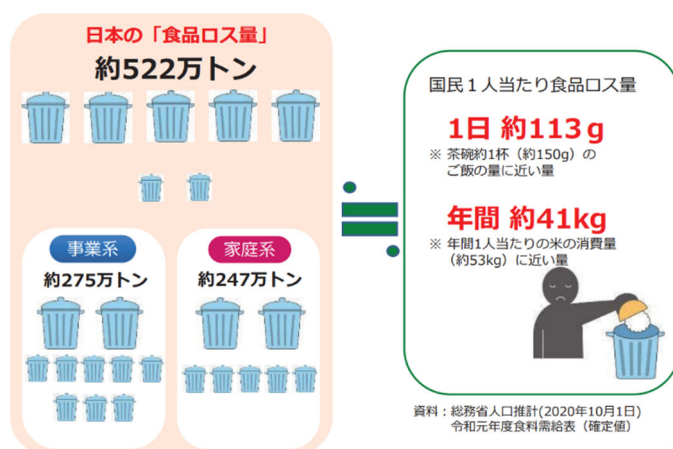 日本の「食品ロス量」
約522万トン
事業系
約275万トン
家庭系
約247万トン
国民1人当たり食品ロス量
1日 約113g
※ 茶碗約1杯（約150g）の
ご飯の量に近い量
年間 約41kg
※ 年間1人当たりの米の消費量
（約53kg）に近い量
資料：総務省人口推計(2020年10月1日)
令和元年度食料需給表（確定値）